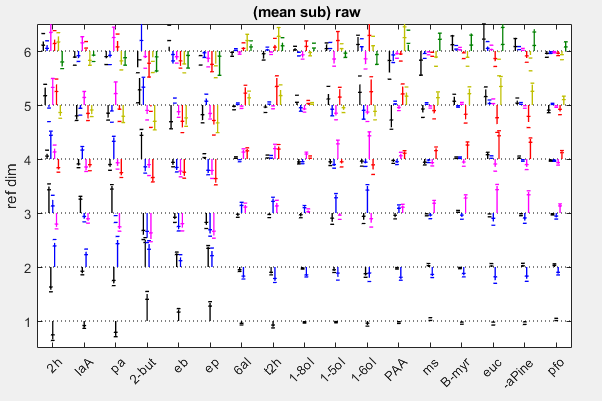 (mean sub) raw
ref dim
6
5
4
3
2
1
2h
IaA
pa
2-but
eb
ep
6al
t2h
1-8ol
1-5ol
1-6ol
PAA
ms
B-myr
euc
-aPine
pfo